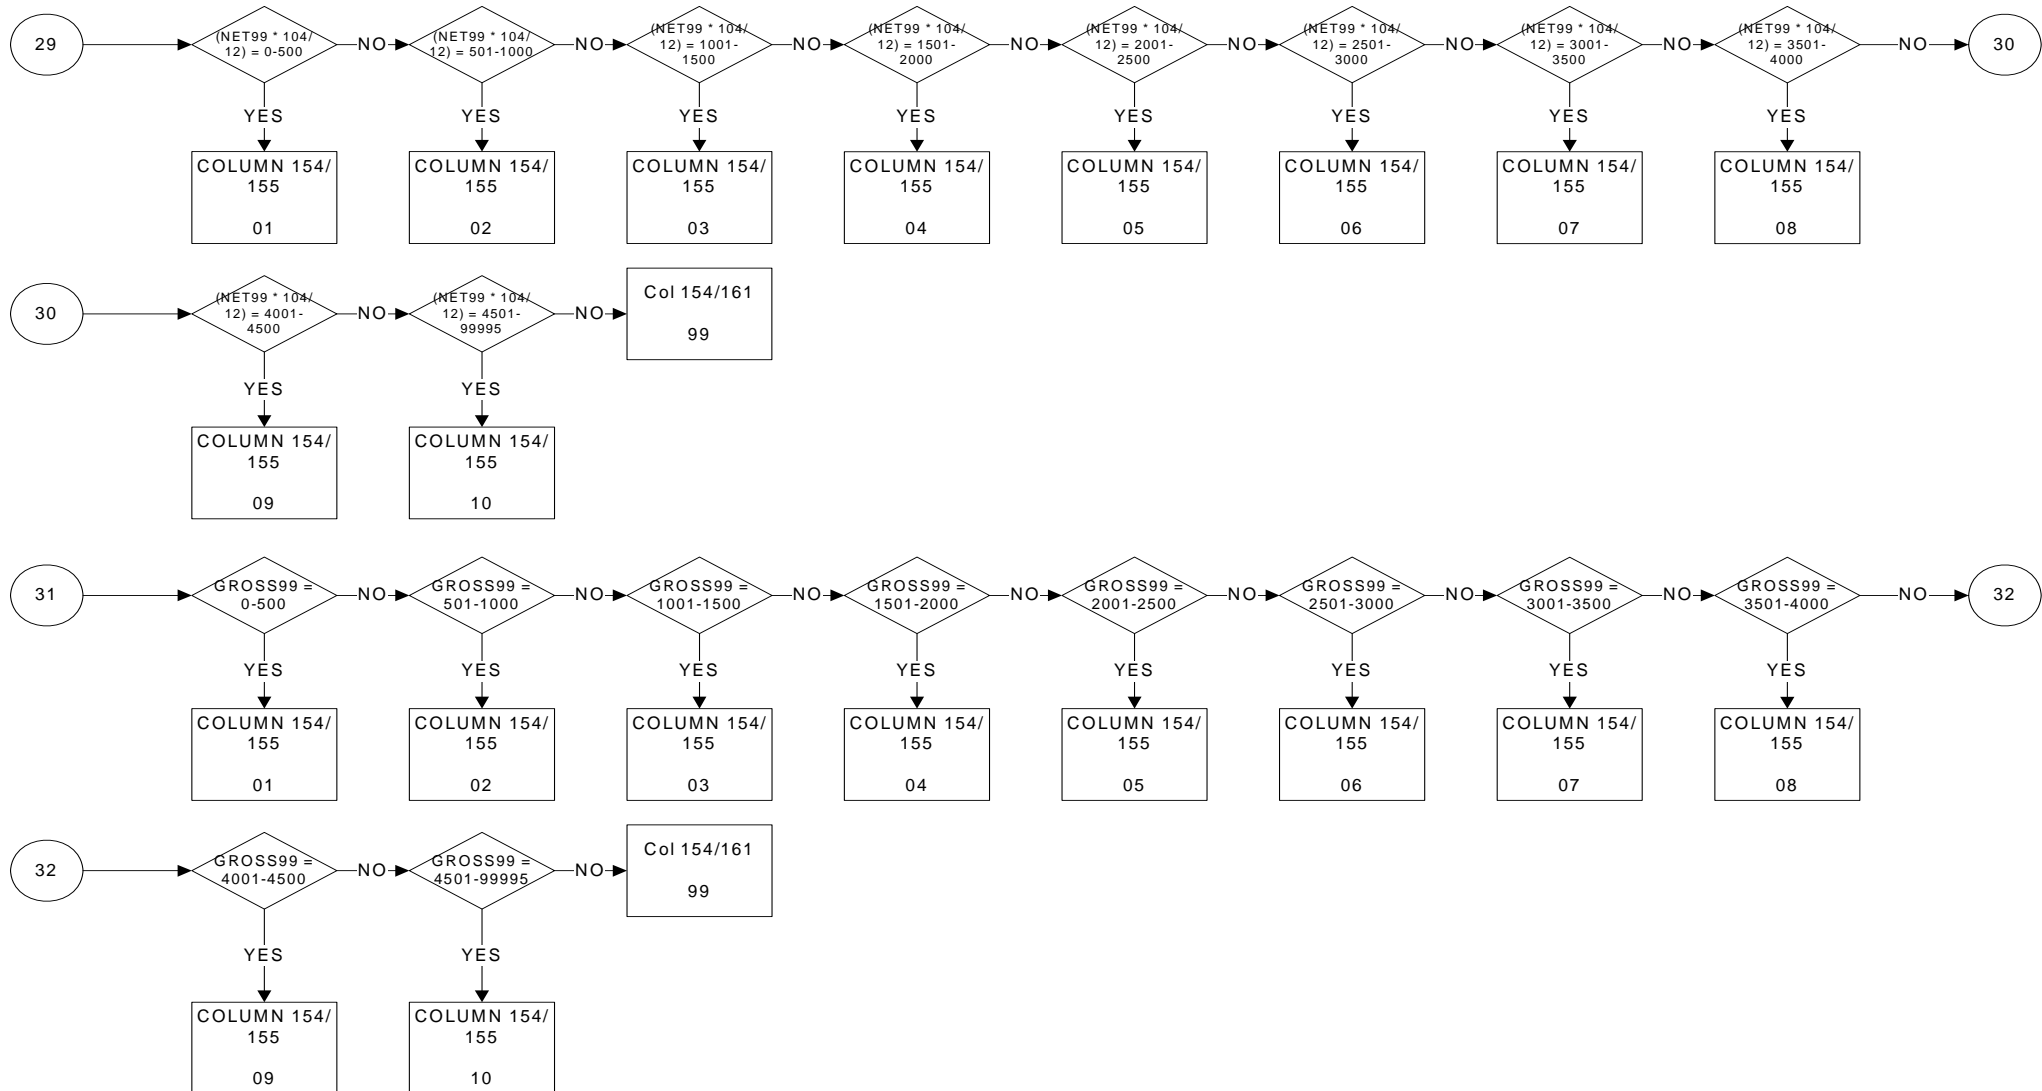 29
(NET99 * 104/
12) = 0-500
NO
(NET99 * 104/
12) = 501-1000
NO
(NET99 * 104/
12) = 1001-
1500
NO
(NET99 * 104/
12) = 1501-
2000
NO
(NET99 * 104/
12) = 2001-
2500
NO
(NET99 * 104/
12) = 2501-
3000
NO
(NET99 * 104/
12) = 3001-
3500
NO
(NET99 * 104/
12) = 3501-
4000
NO
30
YES
YES
YES
YES
YES
YES
YES
YES
COLUMN 154/
155
01
COLUMN 154/
155
02
COLUMN 154/
155
03
COLUMN 154/
155
04
COLUMN 154/
155
05
COLUMN 154/
155
06
COLUMN 154/
155
07
COLUMN 154/
155
08
30
(NET99 * 104/
12) = 4001-
4500
NO
(NET99 * 104/
12) = 4501-
99995
NO
Col 154/161
99
YES
YES
COLUMN 154/
155
09
COLUMN 154/
155
10
31
GROSS99 =
0-500
NO
GROSS99 =
501-1000
NO
GROSS99 =
1001-1500
NO
GROSS99 =
1501-2000
NO
GROSS99 =
2001-2500
NO
GROSS99 =
2501-3000
NO
GROSS99 =
3001-3500
NO
GROSS99 =
3501-4000
NO
32
YES
YES
YES
YES
YES
YES
YES
YES
COLUMN 154/
155
01
COLUMN 154/
155
02
COLUMN 154/
155
03
COLUMN 154/
155
04
COLUMN 154/
155
05
COLUMN 154/
155
06
COLUMN 154/
155
07
COLUMN 154/
155
08
32
GROSS99 =
4001-4500
NO
GROSS99 =
4501-99995
NO
Col 154/161
99
YES
YES
COLUMN 154/
155
09
COLUMN 154/
155
10